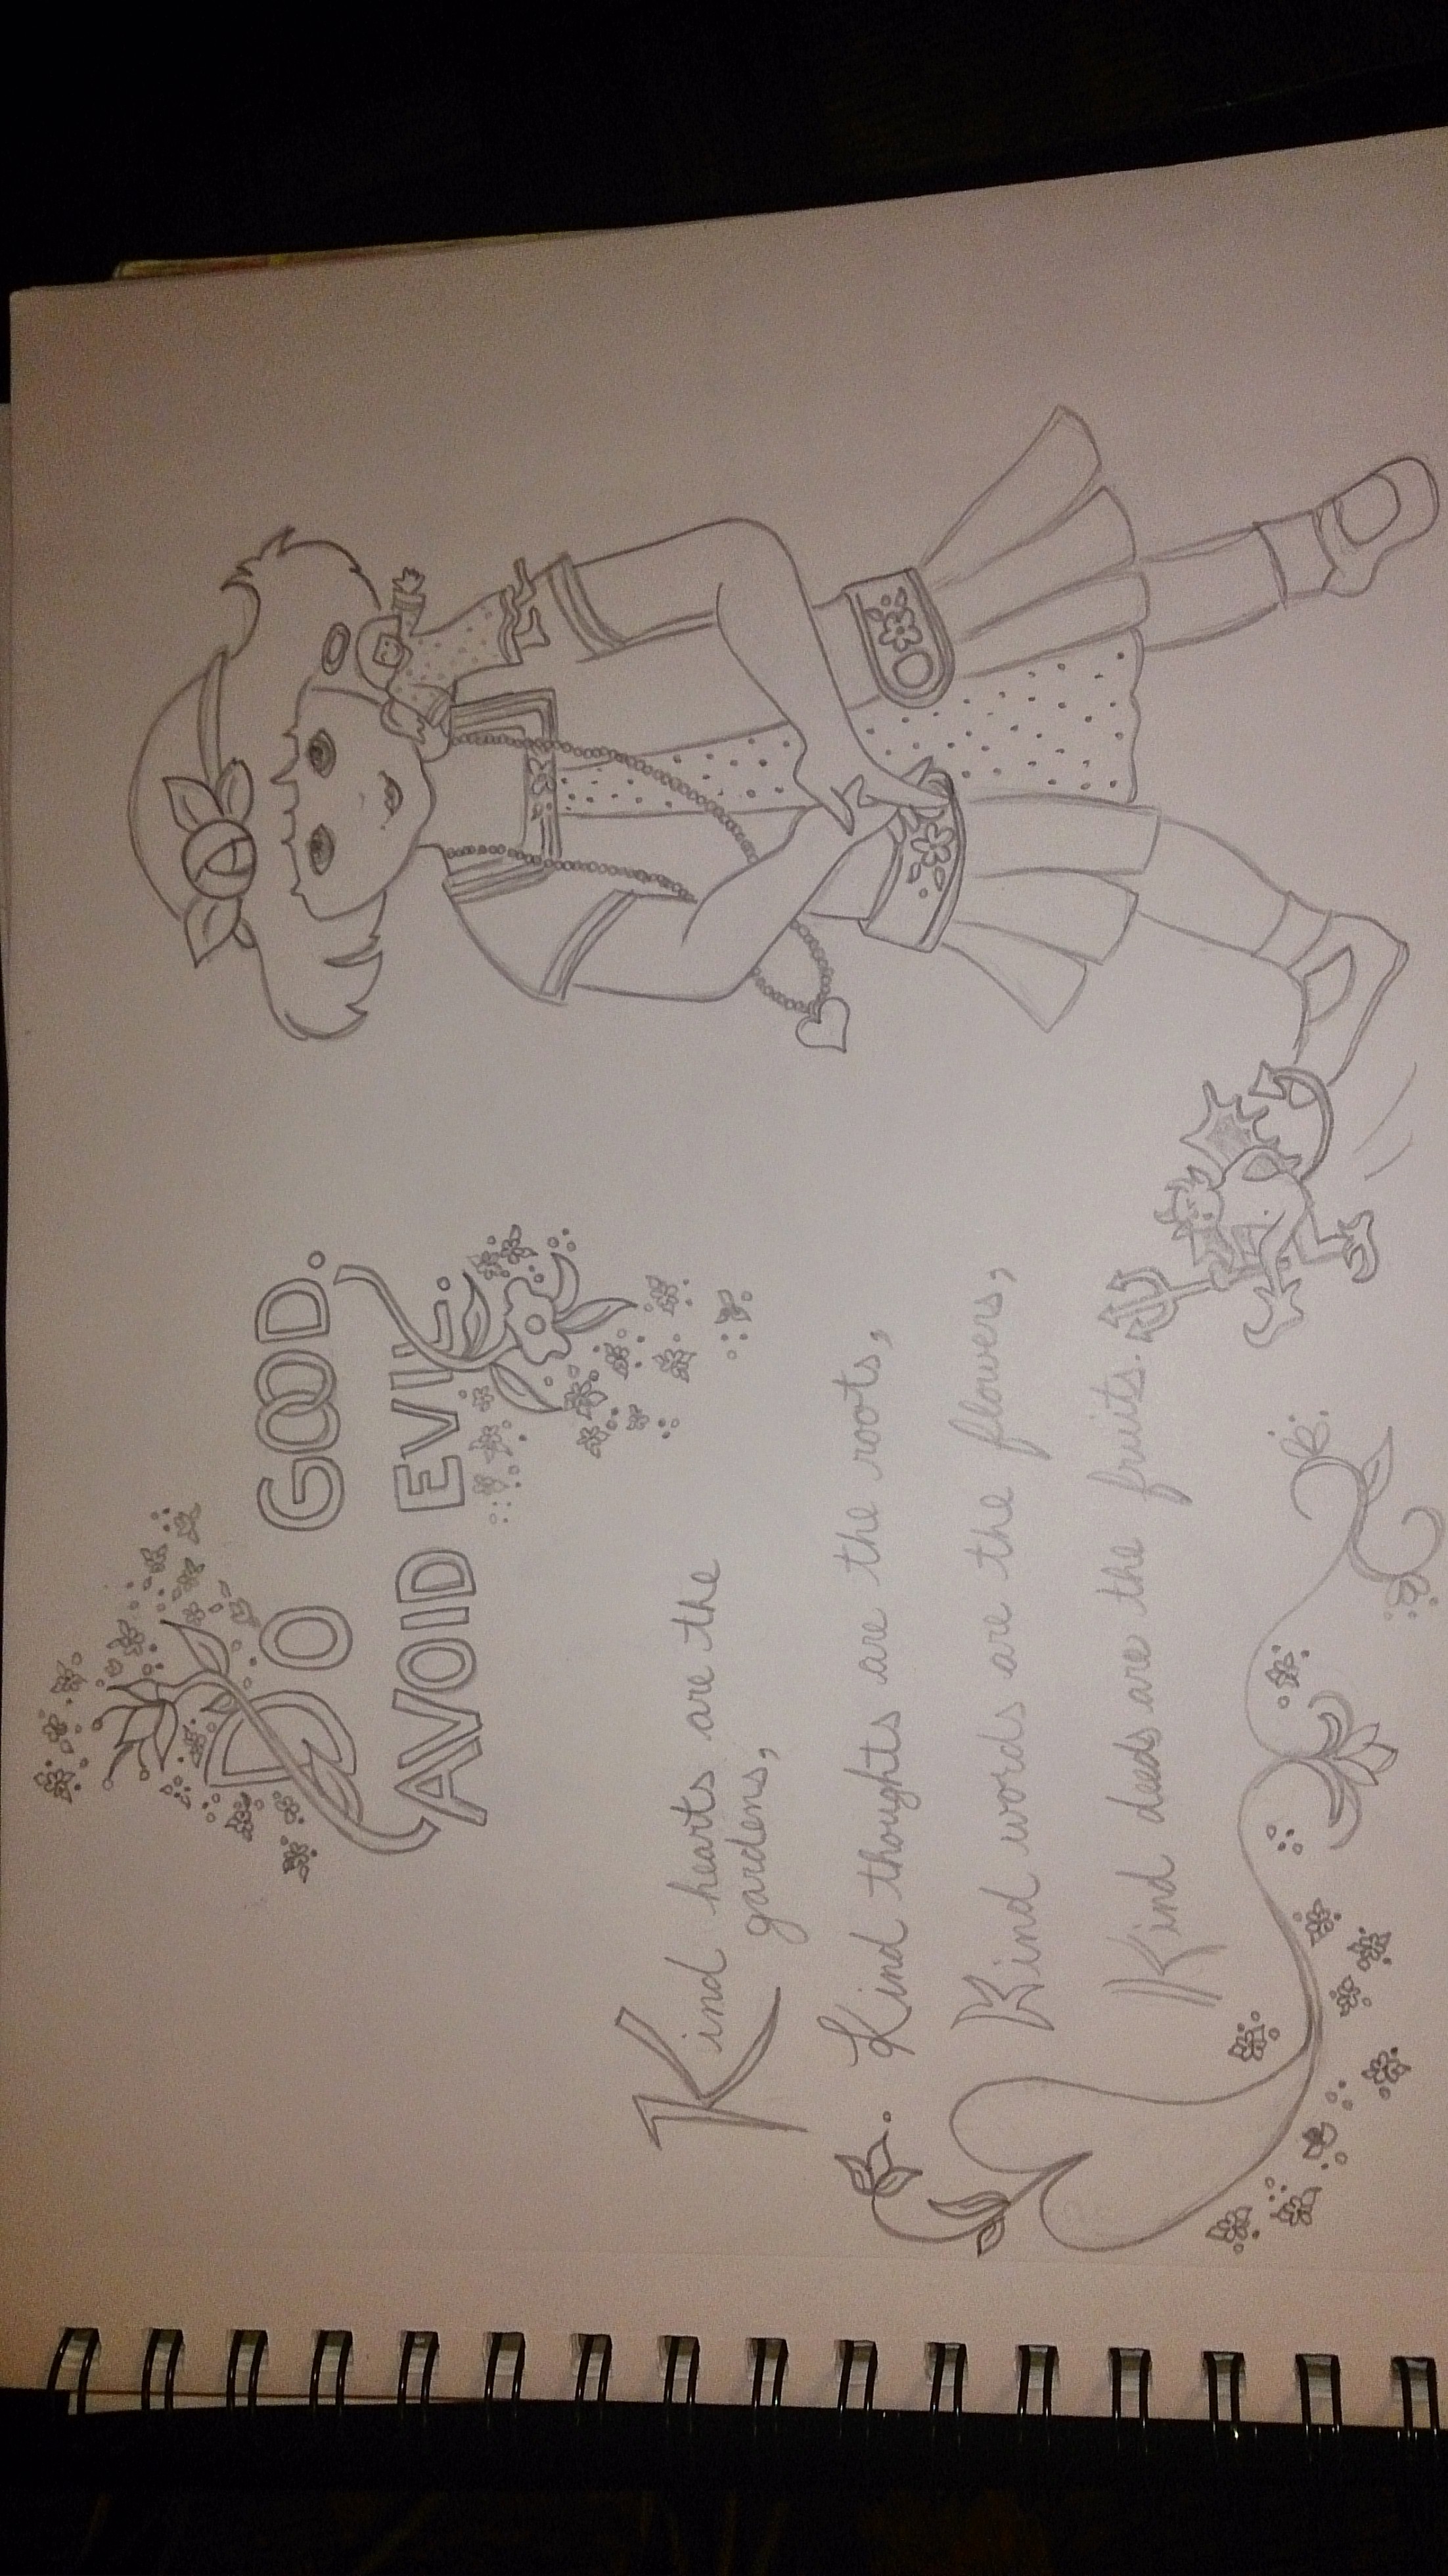 DO GOOD.
AVOID EVIL.
Kind hearts are the
gardens,
Kind thoughts are the roots,
Kind words are the flowers,
Kind deeds are the fruits.